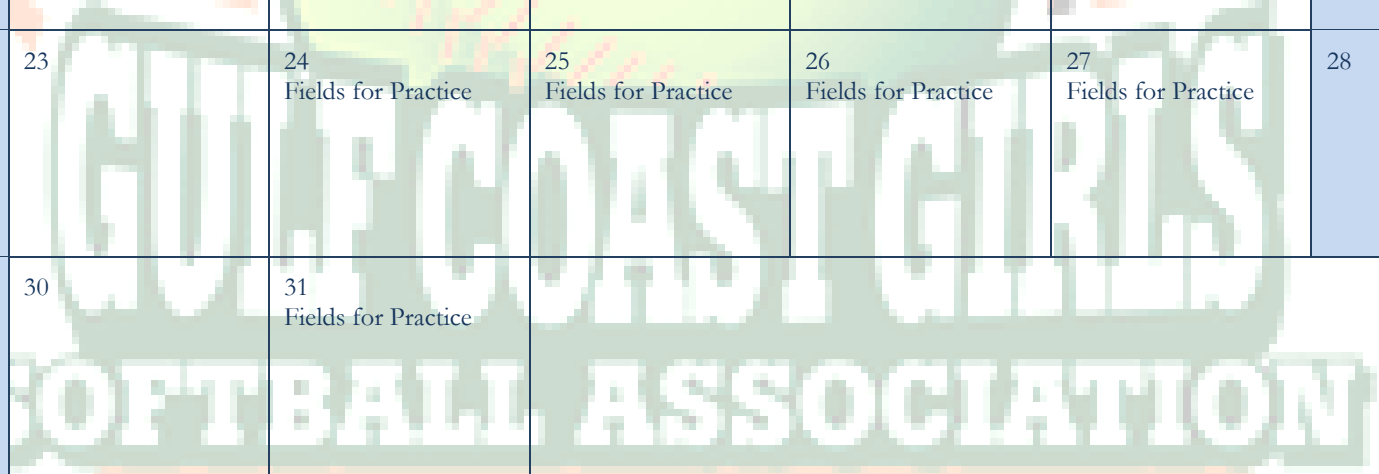 23
24
Fields for Practice
25
Fields for Practice
26
Fields for Practice
27
Fields for Practice
28
30
31
Fields for Practice
GULF COAST GIRLS
SOFTBALL ASSOCIATION